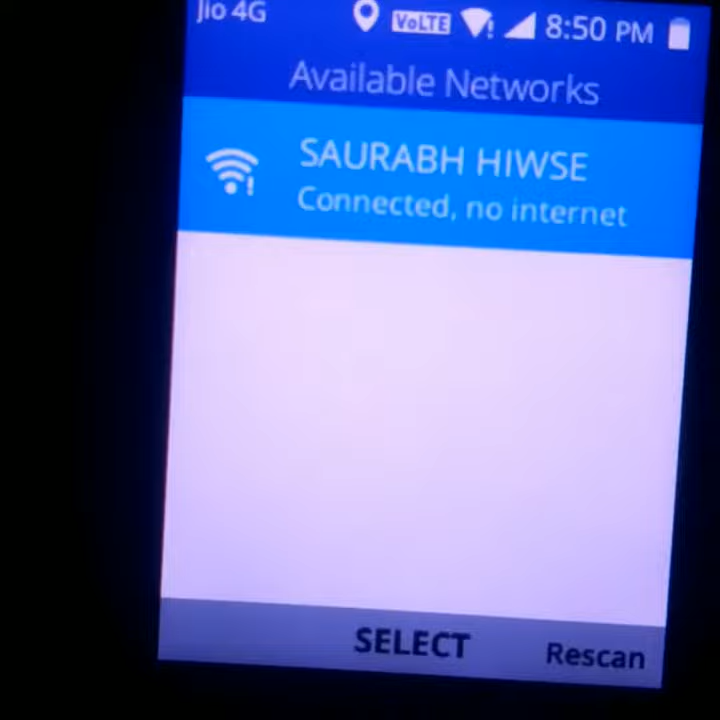 Jio 4G VoLTE 8:50 PM
Available Networks
SAURABH HIWSE
Connected, no internet
SELECT Rescan